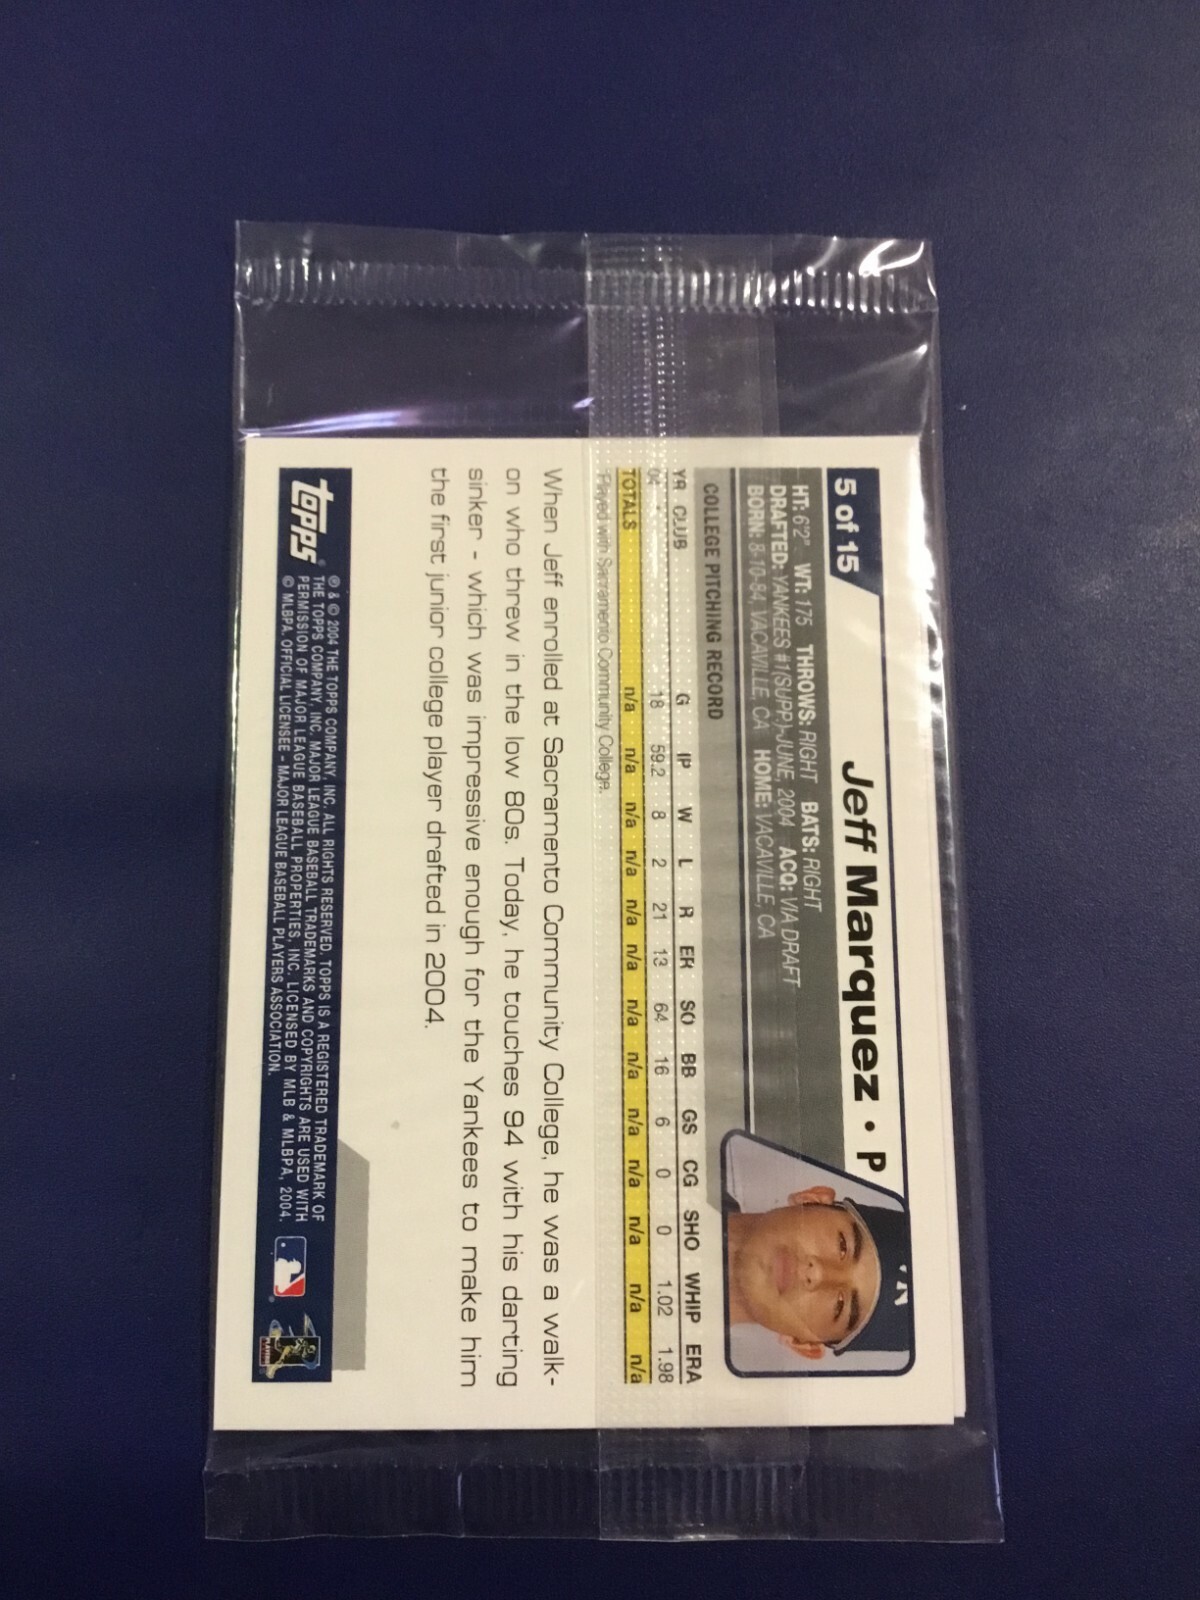 5 of 15
Jeff Marquez • P
HT: 6'2" WT: 175 THROWS: RIGHT BATS: RIGHT
DRAFTED: YANKEES #1(SUPP.)-JUNE, 2004 ACQ: VIA DRAFT
BORN: 8-10-84, VACAVILLE, CA HOME: VACAVILLE, CA
COLLEGE PITCHING RECORD
YR CLUB G IP W L R ER SO BB GS CG SHO WHIP ERA
04 * 18 59.2 8 2 21 13 64 16 6 0 0 1.02 1.98
TOTALS n/a n/a n/a n/a n/a n/a n/a n/a n/a n/a n/a n/a n/a
*Played with Sacramento Community College.
When Jeff enrolled at Sacramento Community College, he was a walk-
on who threw in the low 80s. Today, he touches 94 with his darting
sinker - which was impressive enough for the Yankees to make him
the first junior college player drafted in 2004.
topps®
® & © 2004 THE TOPPS COMPANY, INC. ALL RIGHTS RESERVED. TOPPS IS A REGISTERED TRADEMARK OF
THE TOPPS COMPANY, INC. MAJOR LEAGUE BASEBALL TRADEMARKS AND COPYRIGHTS ARE USED WITH
PERMISSION OF MAJOR LEAGUE BASEBALL PROPERTIES, INC. LICENSED BY MLB & MLBPA, 2004.
© MLBPA. OFFICIAL LICENSEE - MAJOR LEAGUE BASEBALL PLAYERS ASSOCIATION.